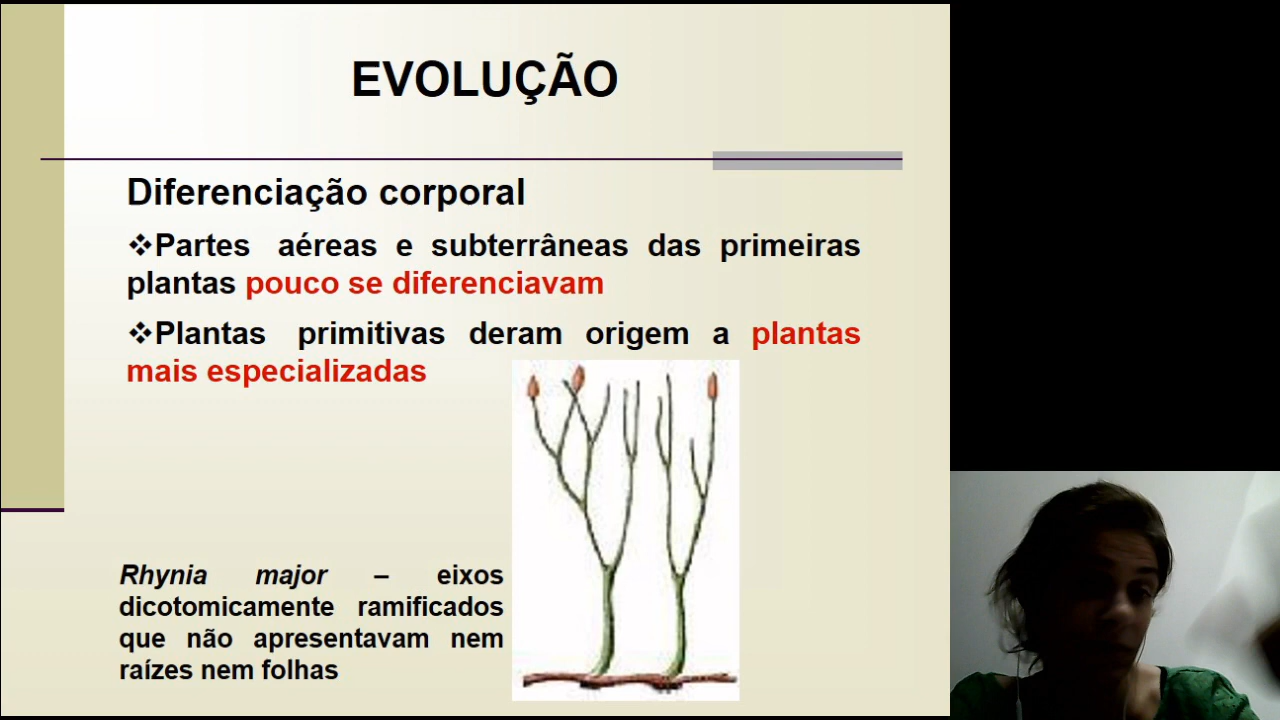 EVOLUÇÃO
Diferenciação corporal
❖Partes aéreas e subterrâneas das primeiras
plantas pouco se diferenciavam
❖Plantas primitivas deram origem a plantas
mais especializadas
Rhynia major – eixos
dicotomicamente ramificados
que não apresentavam nem
raízes nem folhas